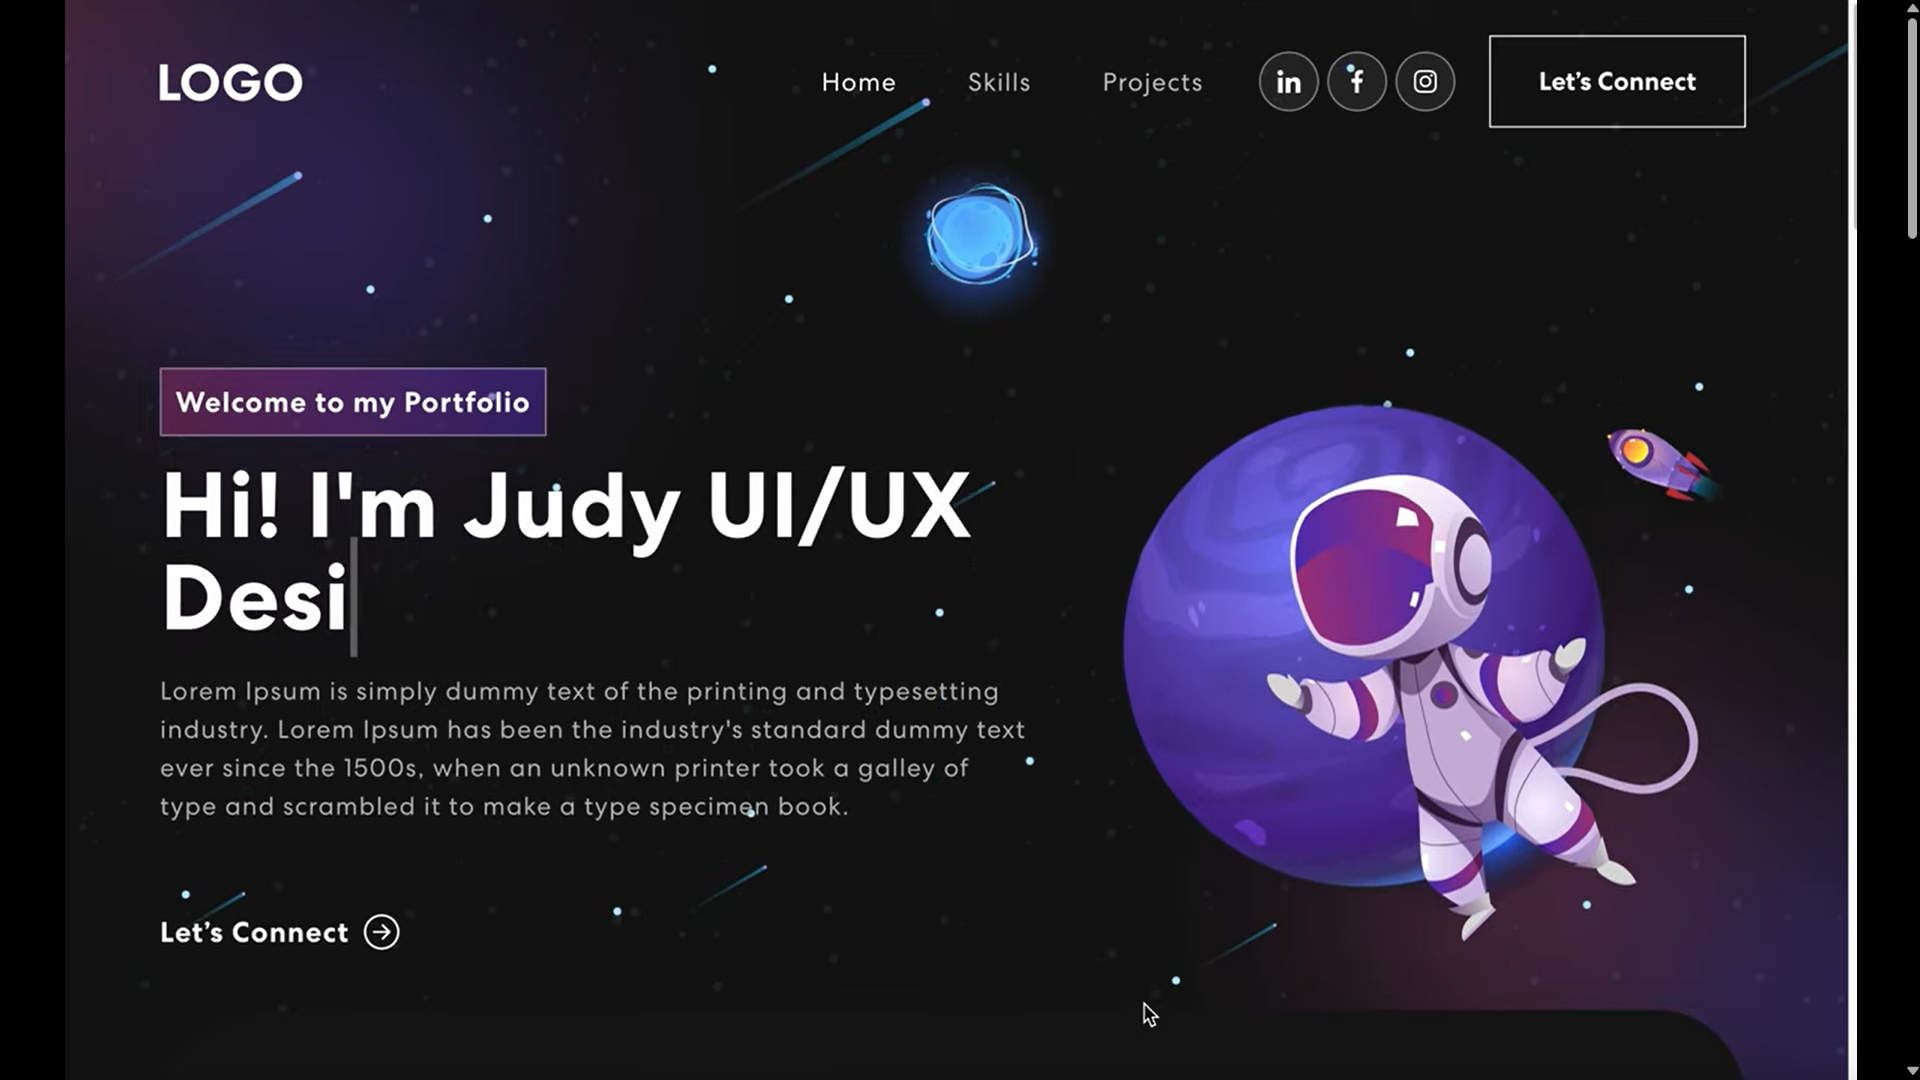 LOGO
Home
Skills
Projects
in
f
Let’s Connect
Welcome to my Portfolio
Hi! I'm Judy UI/UX
Desi
Lorem Ipsum is simply dummy text of the printing and typesetting
industry. Lorem Ipsum has been the industry's standard dummy text
ever since the 1500s, when an unknown printer took a galley of
type and scrambled it to make a type specimen book.
Let’s Connect